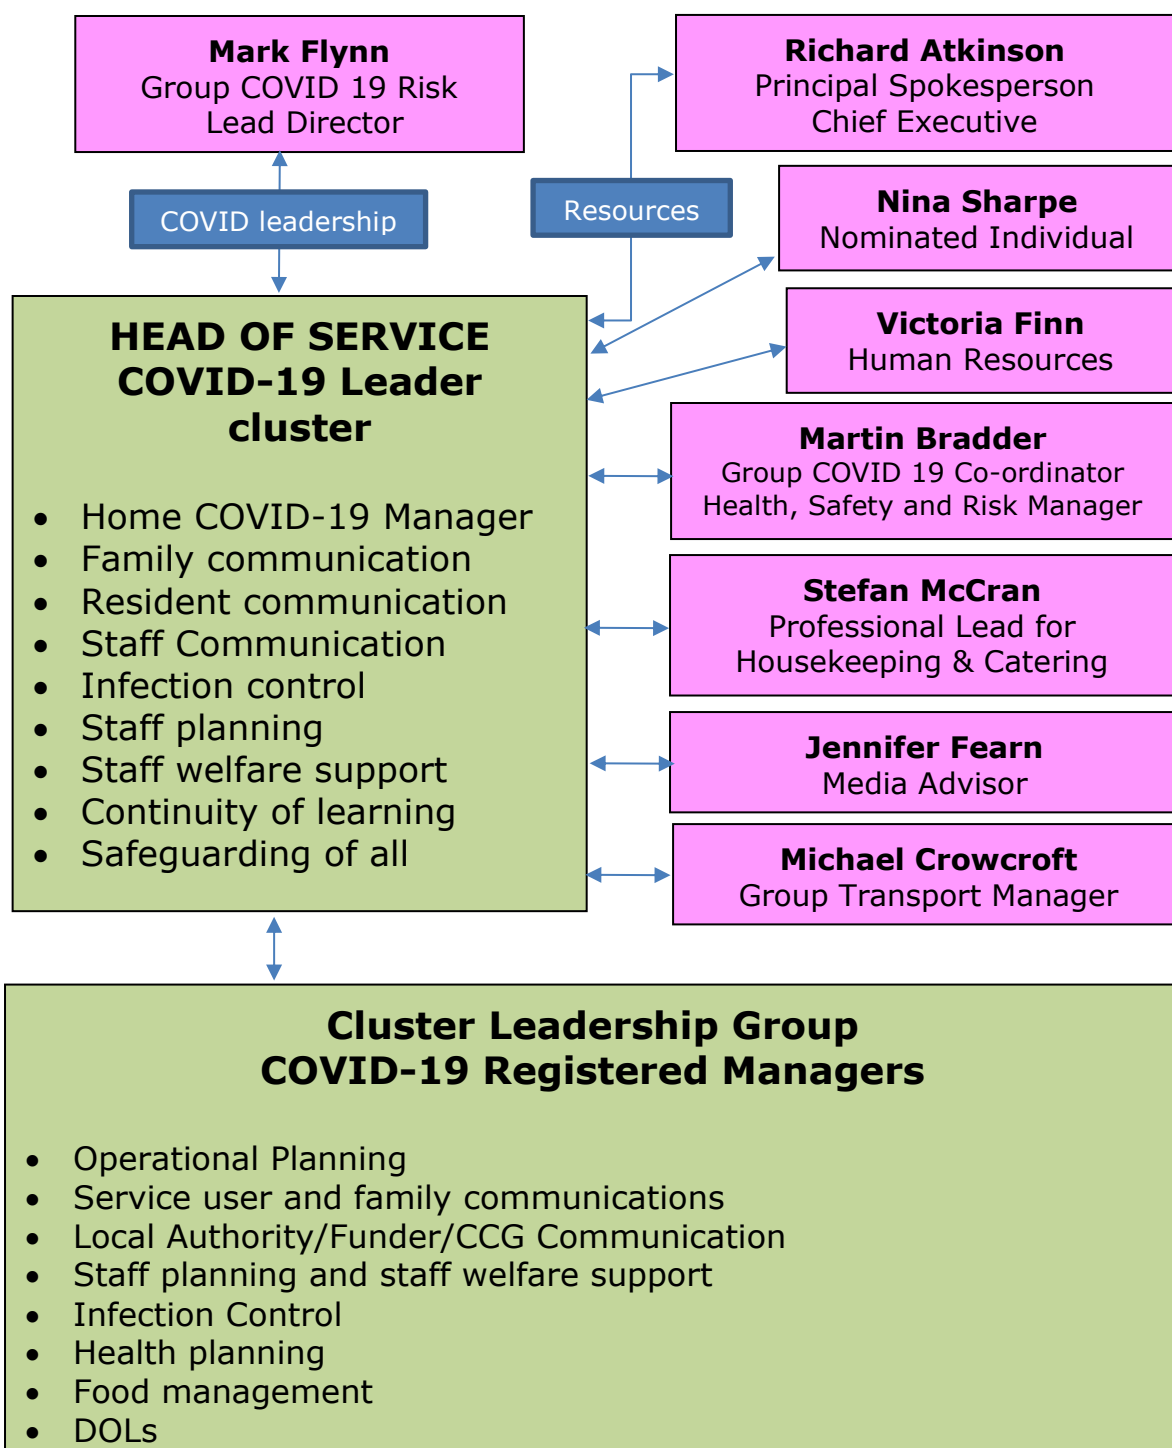 Mark Flynn
Group COVID 19 Risk
Lead Director
Richard Atkinson
Principal Spokesperson
Chief Executive
COVID leadership
Resources
Nina Sharpe
Nominated Individual
HEAD OF SERVICE
COVID-19 Leader
cluster
• Home COVID-19 Manager
• Family communication
• Resident communication
• Staff Communication
• Infection control
• Staff planning
• Staff welfare support
• Continuity of learning
• Safeguarding of all
Victoria Finn
Human Resources
Martin Bradder
Group COVID 19 Co-ordinator
Health, Safety and Risk Manager
Stefan McCran
Professional Lead for
Housekeeping & Catering
Jennifer Fearn
Media Advisor
Michael Crowcroft
Group Transport Manager
Cluster Leadership Group
COVID-19 Registered Managers
• Operational Planning
• Service user and family communications
• Local Authority/Funder/CCG Communication
• Staff planning and staff welfare support
• Infection Control
• Health planning
• Food management
• DOLs